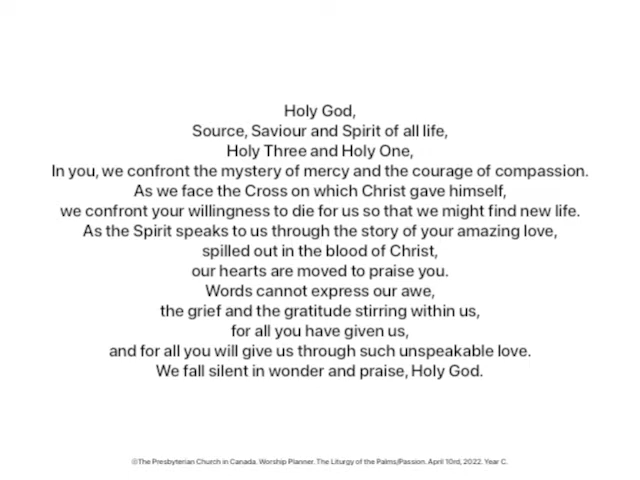 Holy God,
Source, Saviour and Spirit of all life,
Holy Three and Holy One,
In you, we confront the mystery of mercy and the courage of compassion.
As we face the Cross on which Christ gave himself,
we confront your willingness to die for us so that we might find new life.
As the Spirit speaks to us through the story of your amazing love,
spilled out in the blood of Christ,
our hearts are moved to praise you.
Words cannot express our awe,
the grief and the gratitude stirring within us,
for all you have given us,
and for all you will give us through such unspeakable love.
We fall silent in wonder and praise, Holy God.
©The Presbyterian Church in Canada. Worship Planner. The Liturgy of the Palms/Passion. April 10rd, 2022. Year C.